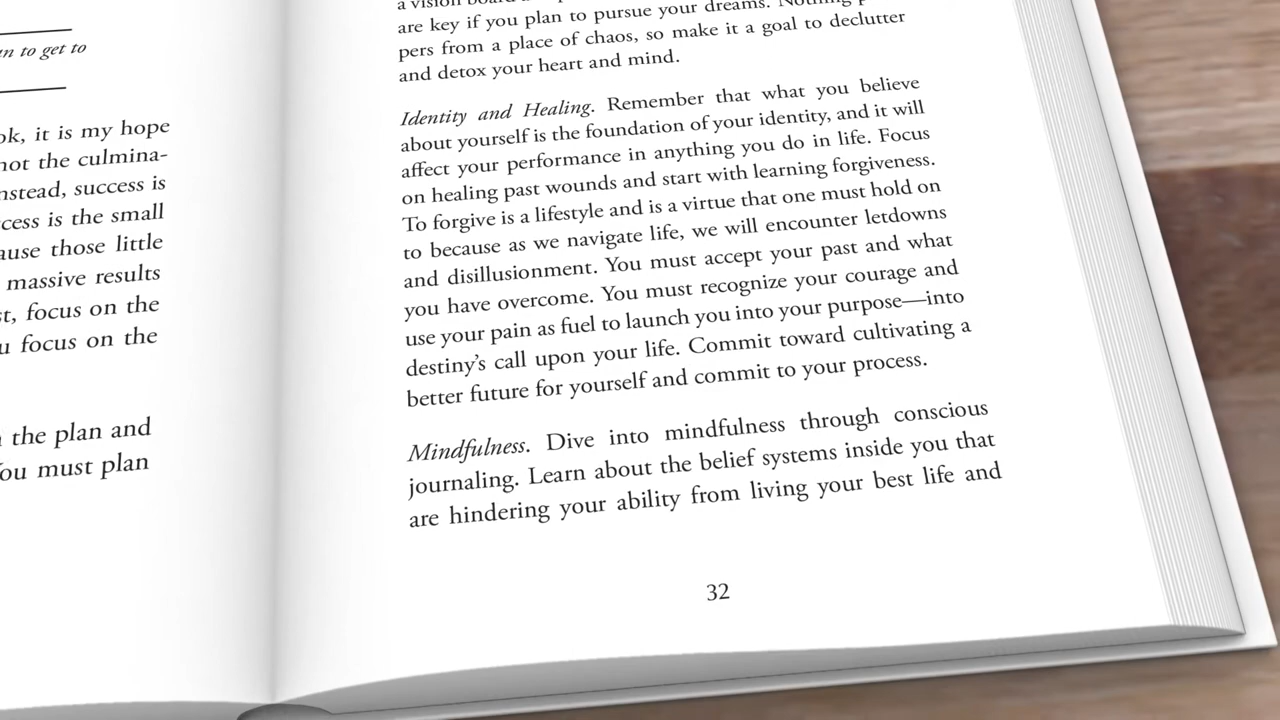 an to get to
ok, it is my hope
not the culmina-
nstead, success is
ccess is the small
ause those little
massive results
st, focus on the
u focus on the
the plan and
You must plan
a vision board
are key if you plan to pursue your dreams. Nothing
pers from a place of chaos, so make it a goal to declutter
and detox your heart and mind.
Identity and Healing. Remember that what you believe
about yourself is the foundation of your identity, and it will
affect your performance in anything you do in life. Focus
on healing past wounds and start with learning forgiveness.
To forgive is a lifestyle and is a virtue that one must hold on
to because as we navigate life, we will encounter letdowns
and disillusionment. You must accept your past and what
you have overcome. You must recognize your courage and
use your pain as fuel to launch you into your purpose—into
destiny's call upon your life. Commit toward cultivating a
better future for yourself and commit to your process.
Mindfulness. Dive into mindfulness through conscious
journaling. Learn about the belief systems inside you that
are hindering your ability from living your best life and
32